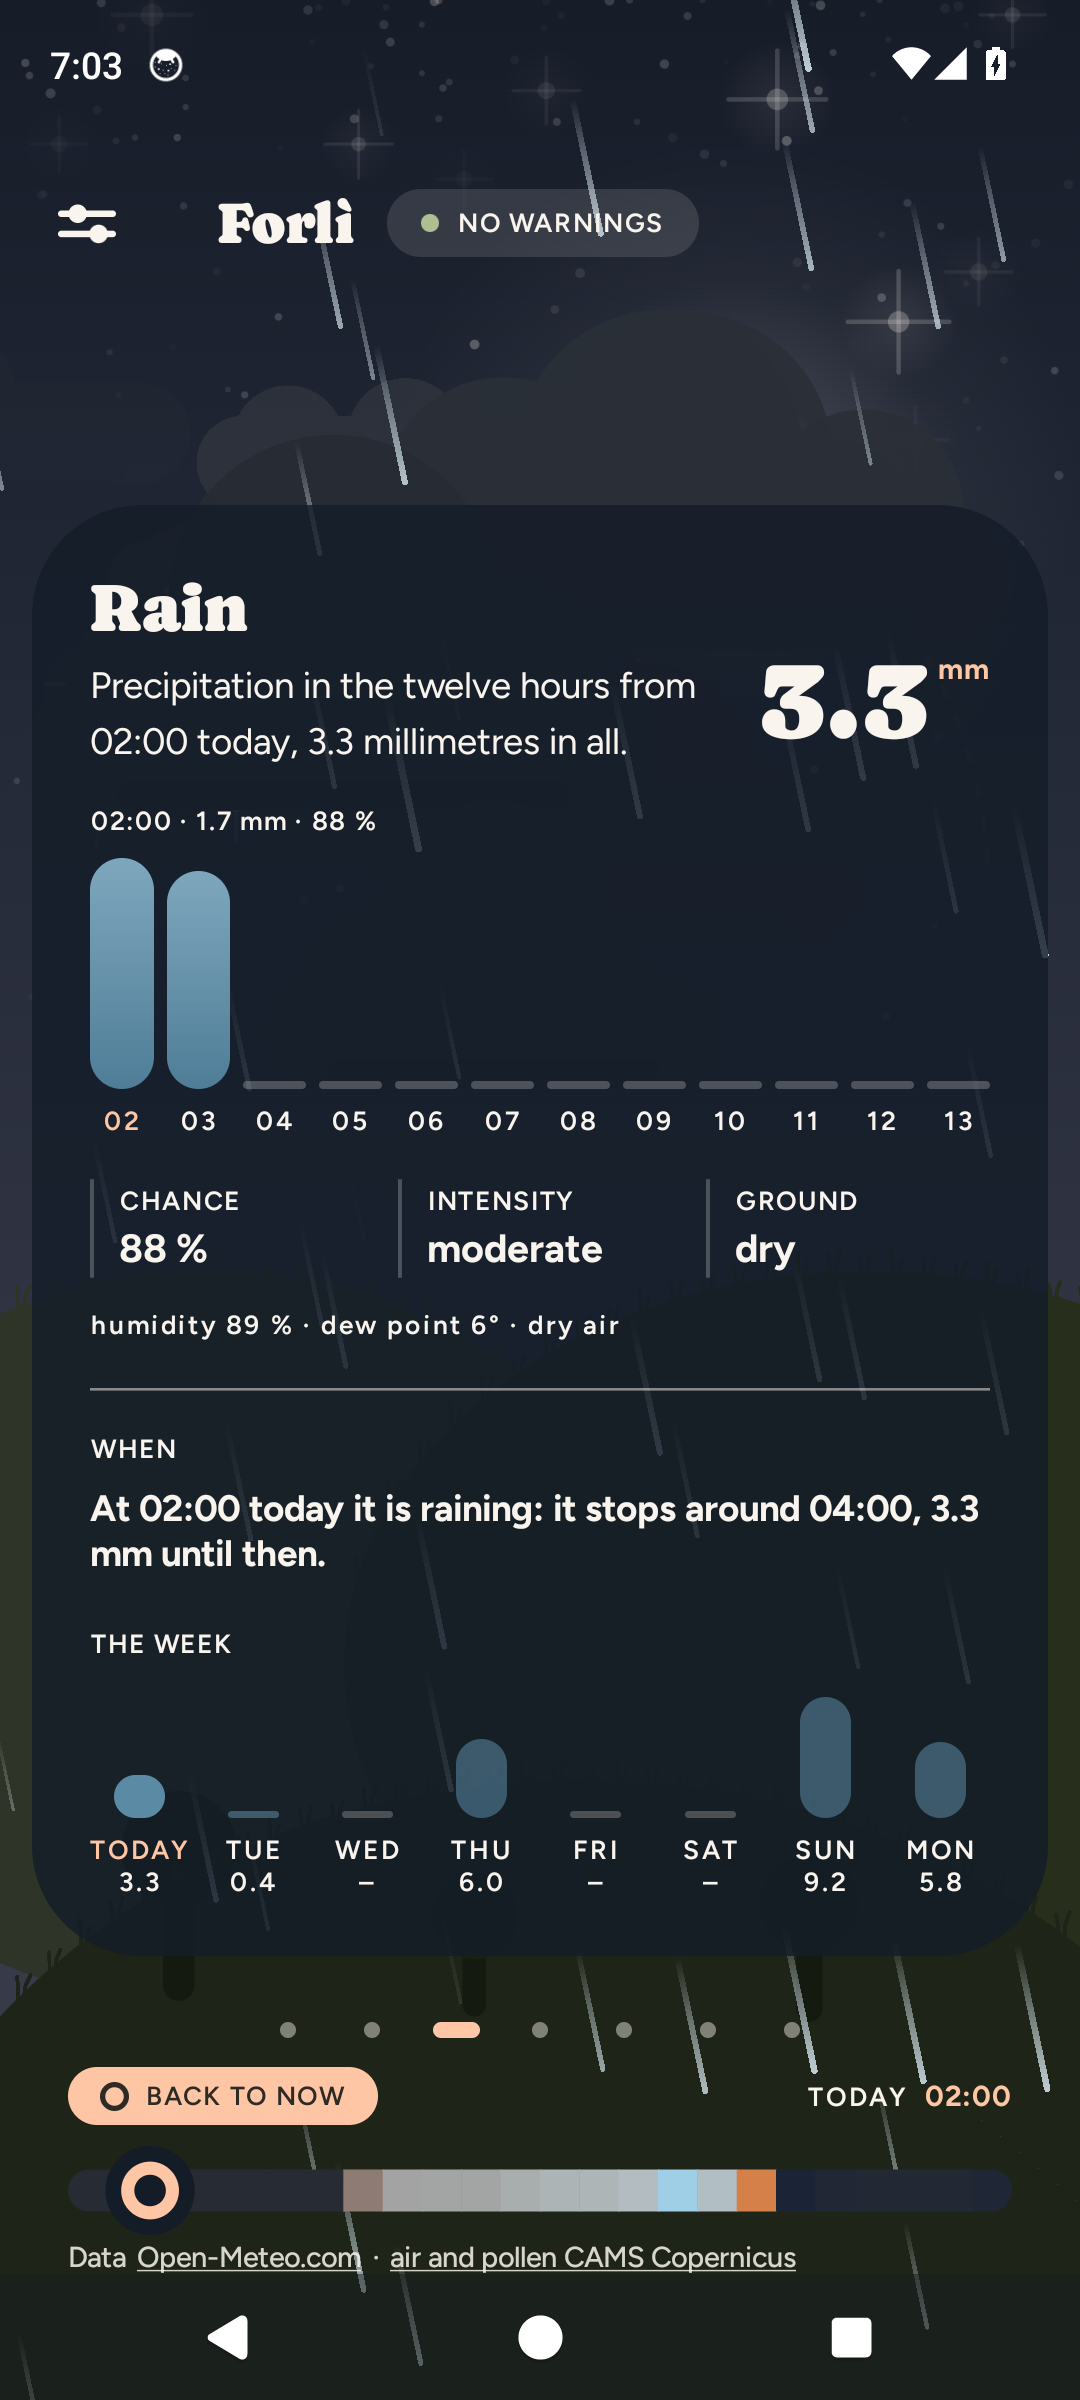 7:03
Forlì
NO WARNINGS
Rain
Precipitation in the twelve hours from
02:00 today, 3.3 millimetres in all.
3.3 mm
02:00 · 1.7 mm · 88 %
02 03 04 05 06 07 08 09 10 11 12 13
CHANCE INTENSITY GROUND
88 % moderate dry
humidity 89 % · dew point 6° · dry air
WHEN
At 02:00 today it is raining: it stops around 04:00, 3.3
mm until then.
THE WEEK
TODAY TUE WED THU FRI SAT SUN MON
3.3 0.4 – 6.0 – – 9.2 5.8
BACK TO NOW
TODAY 02:00
Data Open-Meteo.com · air and pollen CAMS Copernicus